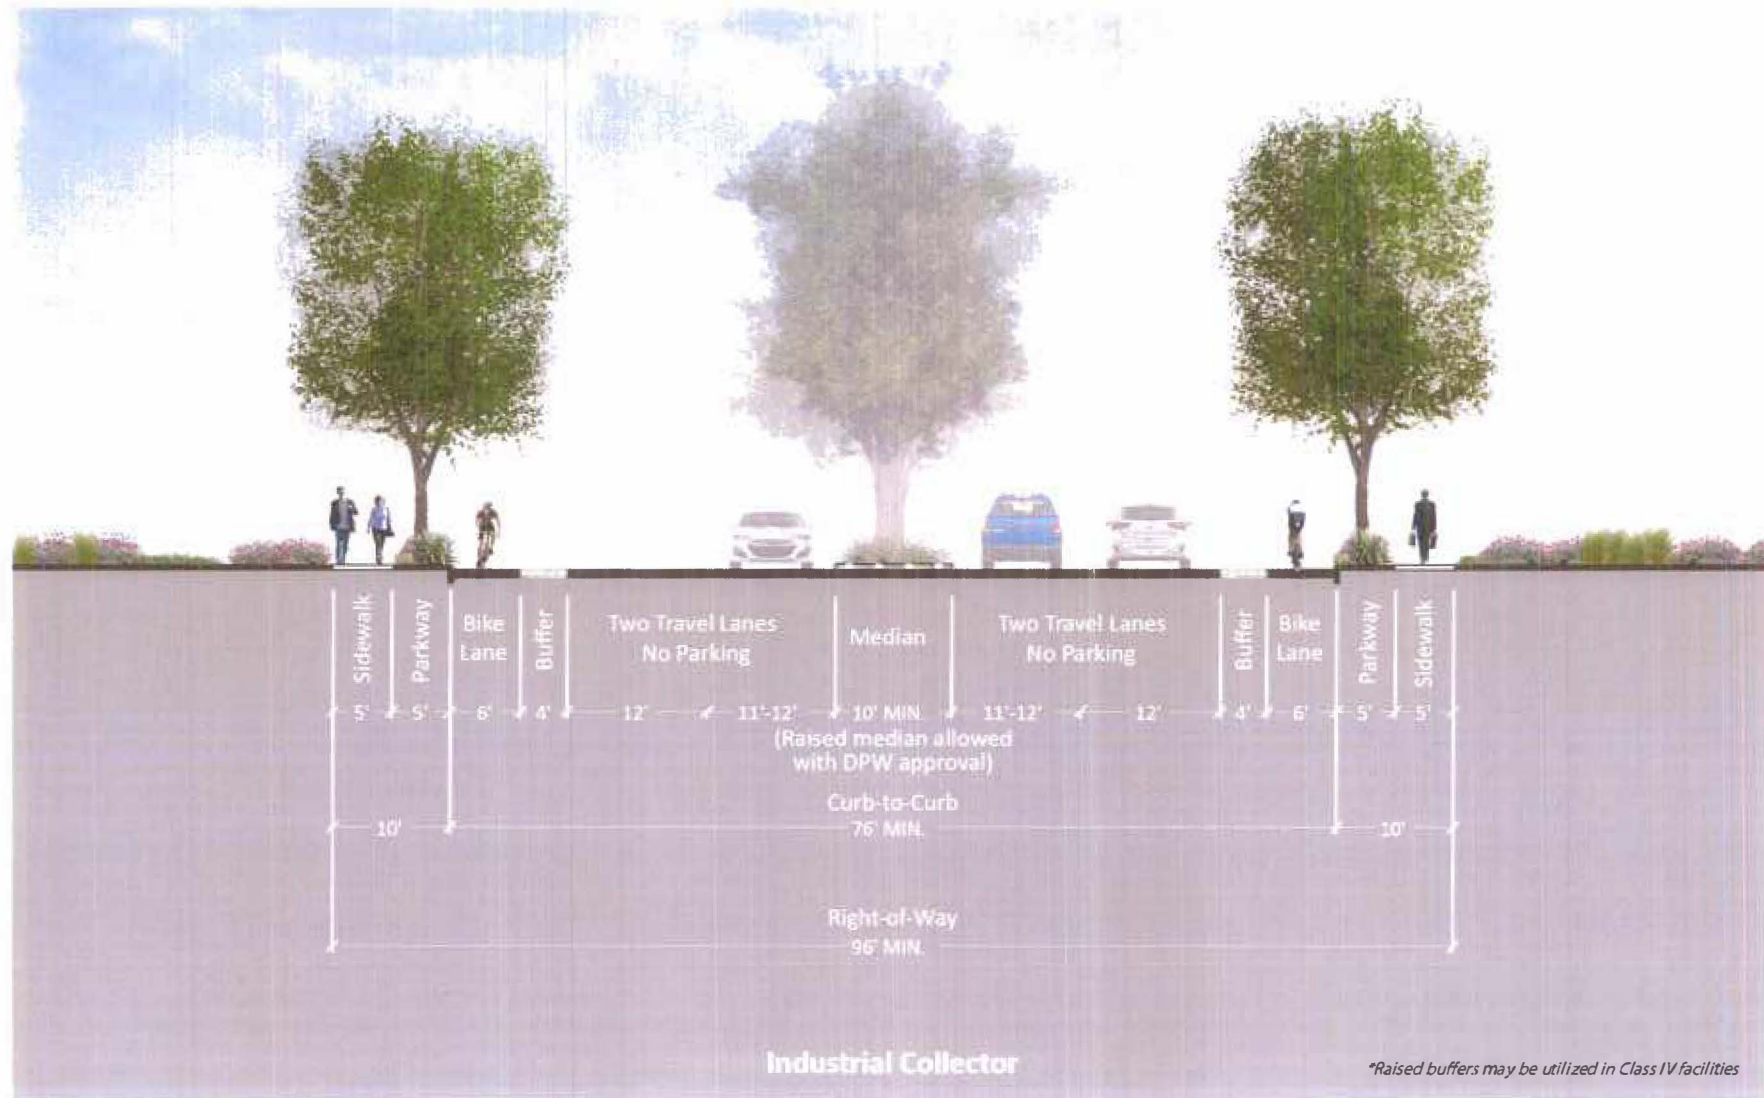 Sidewalk
Parkway
Bike
Lane
Buffer
Two Travel Lanes
No Parking
Median
Two Travel Lanes
No Parking
Buffer
Bike
Lane
Parkway
Sidewalk
5' 5' 6' 4' 12' 11'-12' 10' MIN. 11'-12' 12' 4' 6' 5' 5'
(Raised median allowed
with DPW approval)
Curb-to-Curb
10' 76' MIN. 10'
Right-of-Way
96' MIN.
Industrial Collector
*Raised buffers may be utilized in Class IV facilities